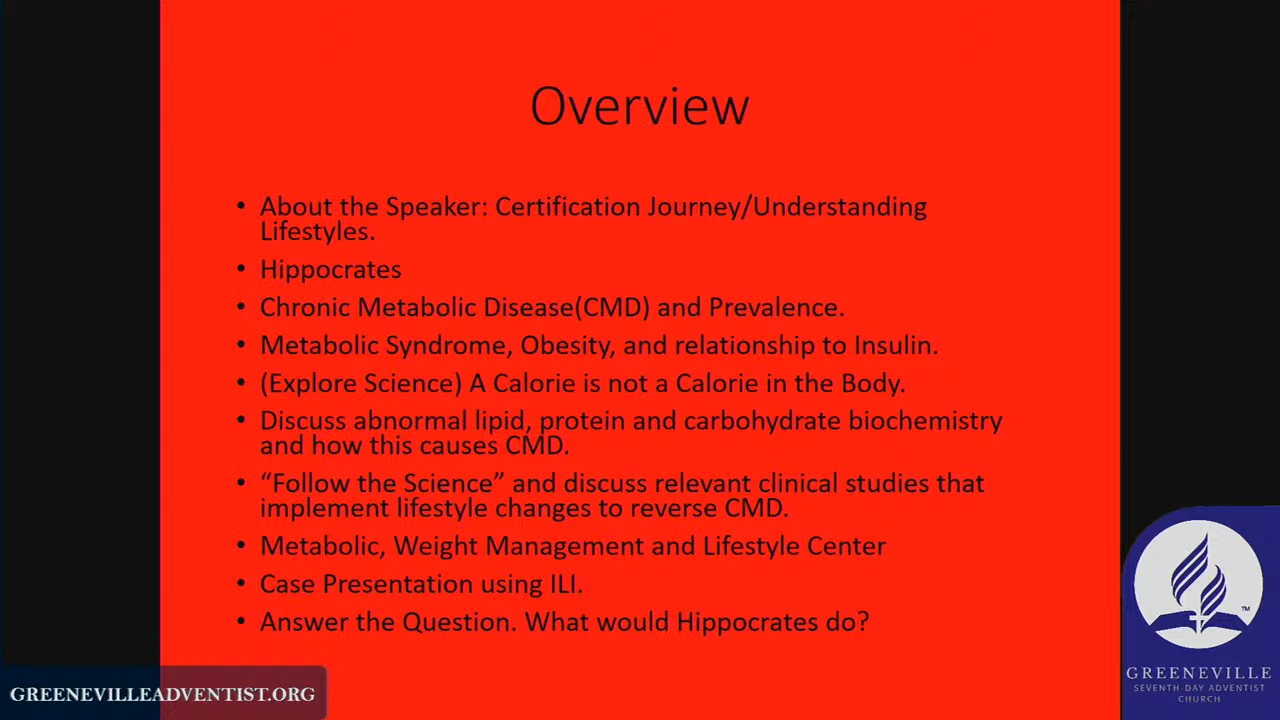 Overview
• About the Speaker: Certification Journey/Understanding
Lifestyles.
• Hippocrates
• Chronic Metabolic Disease(CMD) and Prevalence.
• Metabolic Syndrome, Obesity, and relationship to Insulin.
• (Explore Science) A Calorie is not a Calorie in the Body.
• Discuss abnormal lipid, protein and carbohydrate biochemistry
and how this causes CMD.
• “Follow the Science” and discuss relevant clinical studies that
implement lifestyle changes to reverse CMD.
• Metabolic, Weight Management and Lifestyle Center
• Case Presentation using ILI.
• Answer the Question. What would Hippocrates do?
GREENEVILLEADVENTIST.ORG
TM
GREENEVILLE
SEVENTH-DAY ADVENTIST
CHURCH